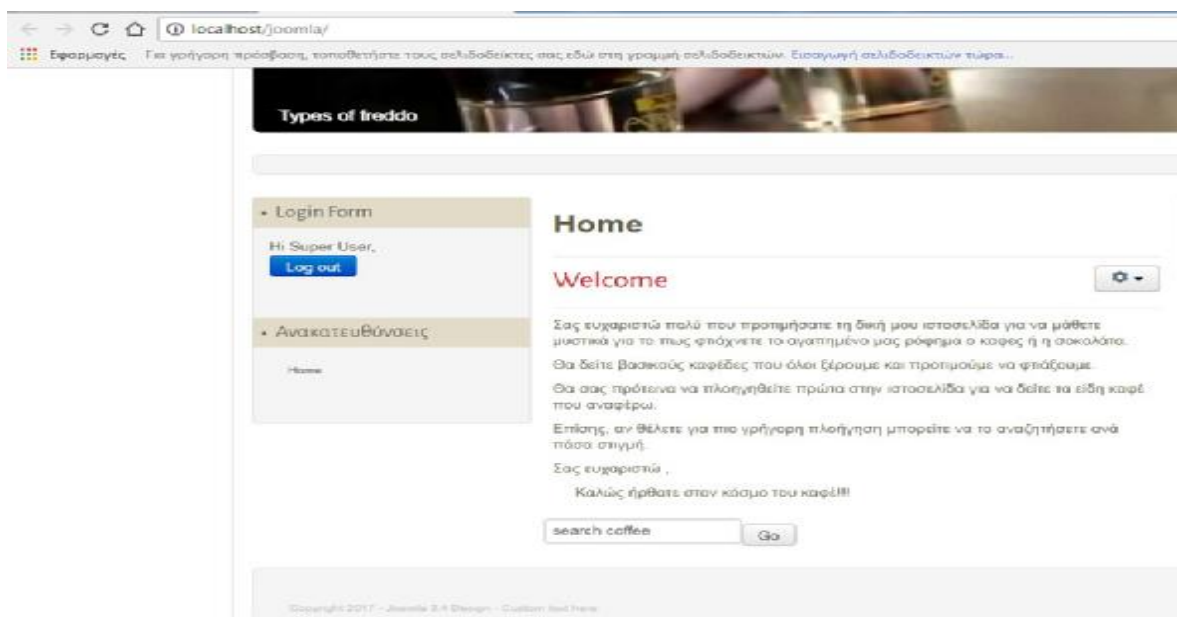 localhost/joomla/
Εφαρμογές Για γρήγορη πρόσβαση, τοποθετήστε τους σελιδοδείκτες σας εδώ στη γραμμή σελιδοδεικτών. Εισαγωγή σελιδοδεικτών τώρα...
Types of freddo
Login Form
Hi Super User,
Log out
Ανακατευθύνσεις
Home
Home
Welcome
Σας ευχαριστώ πολύ που προτιμήσατε τη δική μου ιστοσελίδα για να μάθετε
μυστικά για το πως φτιάχνετε το αγαπημένο μας ρόφημα ο καφες ή η σοκολάτα.
Θα δείτε βασικούς καφέδες που όλοι ξέρουμε και προτιμούμε να φτιάξουμε.
Θα σας πρότεινα να πλοηγηθείτε πρώτα στην ιστοσελίδα για να δείτε τα είδη καφέ
που αναφέρω.
Επίσης, αν θέλετε για πιο γρήγορη πλοήγηση μπορείτε να το αναζητήσετε ανά
πάσα στιγμή.
Σας ευχαριστώ ,
Καλώς ήρθατε στον κόσμο του καφέ!!!!
search coffee
Go
Copyright 2017 - Joomla 3.4 Design - Custom text here